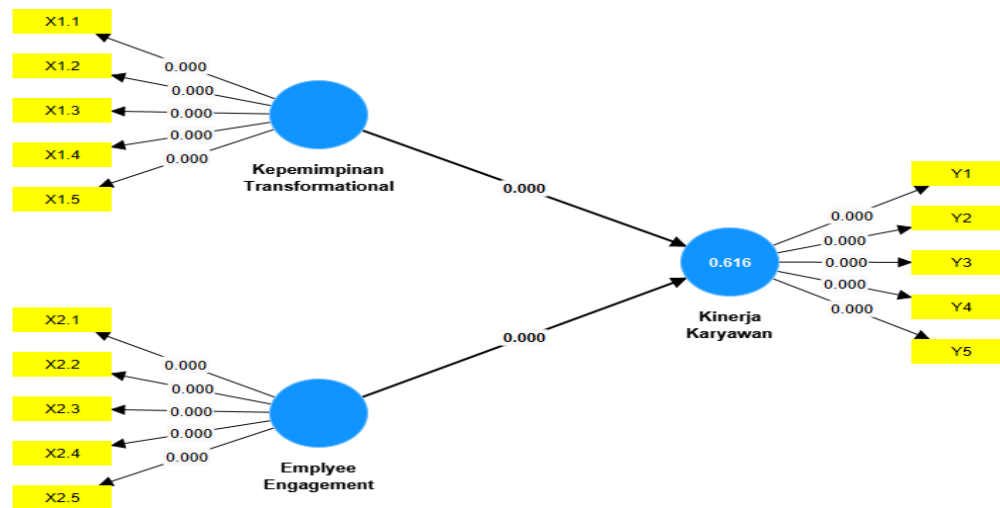 X1.1
X1.2
X1.3
X1.4
X1.5
0.000
0.000
0.000
0.000
0.000
Kepemimpinan
Transformational
0.000
X2.1
X2.2
X2.3
X2.4
X2.5
0.000
0.000
0.000
0.000
0.000
Emplyee
Engagement
0.000
0.616
Kinerja
Karyawan
0.000
0.000
0.000
0.000
0.000
Y1
Y2
Y3
Y4
Y5